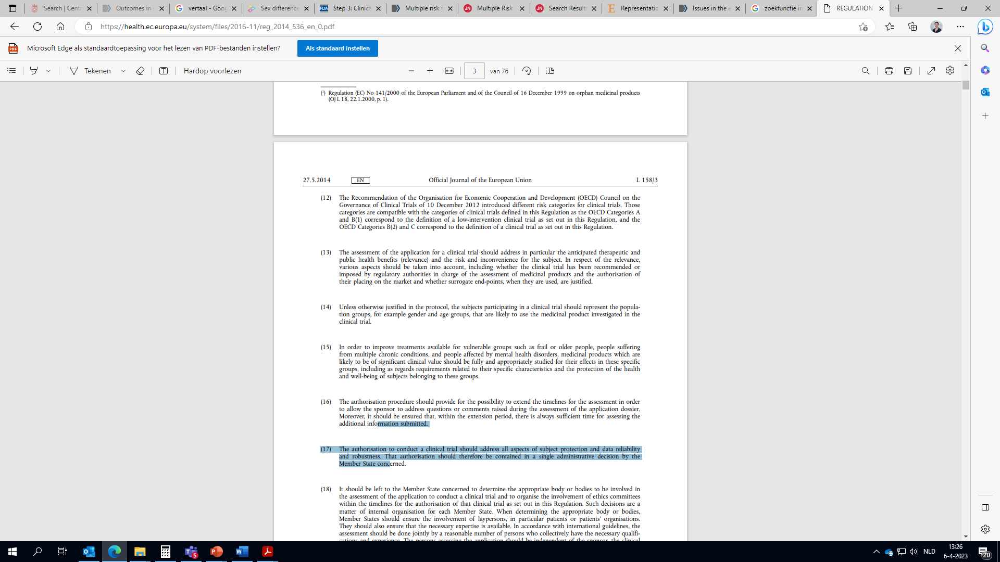 Search | Cent
Outcomes in
vertaal - Goog
Sex difference
FDA
Step 3: Clinica
Multiple risk f
JN
Multiple Risk
JN
Search Result
E
Representatio
Issues in the e
zoekfunctie in
REGULATION
https://health.ec.europa.eu/system/files/2016-11/reg_2014_536_en_0.pdf
PDF
Microsoft Edge als standaardtoepassing voor het lezen van PDF-bestanden instellen?
Als standaard instellen
Tekenen
Hardop voorlezen
3
van 76
(¹) Regulation (EC) No 141/2000 of the European Parliament and of the Council of 16 December 1999 on orphan medicinal products
(OJ L 18, 22.1.2000, p. 1).
27.5.2014 EN Official Journal of the European Union L 158/3
(12) The Recommendation of the Organisation for Economic Cooperation and Development (OECD) Council on the
Governance of Clinical Trials of 10 December 2012 introduced different risk categories for clinical trials. Those
categories are compatible with the categories of clinical trials defined in this Regulation as the OECD Categories A
and B(1) correspond to the definition of a low-intervention clinical trial as set out in this Regulation, and the
OECD Categories B(2) and C correspond to the definition of a clinical trial as set out in this Regulation.
(13) The assessment of the application for a clinical trial should address in particular the anticipated therapeutic and
public health benefits (relevance) and the risk and inconvenience for the subject. In respect of the relevance,
various aspects should be taken into account, including whether the clinical trial has been recommended or
imposed by regulatory authorities in charge of the assessment of medicinal products and the authorisation of
their placing on the market and whether surrogate end-points, when they are used, are justified.
(14) Unless otherwise justified in the protocol, the subjects participating in a clinical trial should represent the popula-
tion groups, for example gender and age groups, that are likely to use the medicinal product investigated in the
clinical trial.
(15) In order to improve treatments available for vulnerable groups such as frail or older people, people suffering
from multiple chronic conditions, and people affected by mental health disorders, medicinal products which are
likely to be of significant clinical value should be fully and appropriately studied for their effects in these specific
groups, including as regards requirements related to their specific characteristics and the protection of the health
and well-being of subjects belonging to these groups.
(16) The authorisation procedure should provide for the possibility to extend the timelines for the assessment in order
to allow the sponsor to address questions or comments raised during the assessment of the application dossier.
Moreover, it should be ensured that, within the extension period, there is always sufficient time for assessing the
additional information submitted.
(17) The authorisation to conduct a clinical trial should address all aspects of subject protection and data reliability
and robustness. That authorisation should therefore be contained in a single administrative decision by the
Member State concerned.
(18) It should be left to the Member State concerned to determine the appropriate body or bodies to be involved in
the assessment of the application to conduct a clinical trial and to organise the involvement of ethics committees
within the timelines for the authorisation of that clinical trial as set out in this Regulation. Such decisions are a
matter of internal organisation for each Member State. When determining the appropriate body or bodies,
Member States should ensure the involvement of laypersons, in particular patients or patients' organisations.
They should also ensure that the necessary expertise is available. In accordance with international guidelines, the
assessment should be done jointly by a reasonable number of persons who collectively have the necessary qualifi-
cations and experience. The persons assessing the application should be independent of the sponsor, the clinical
NLD
13:26
6-4-2023
20
5